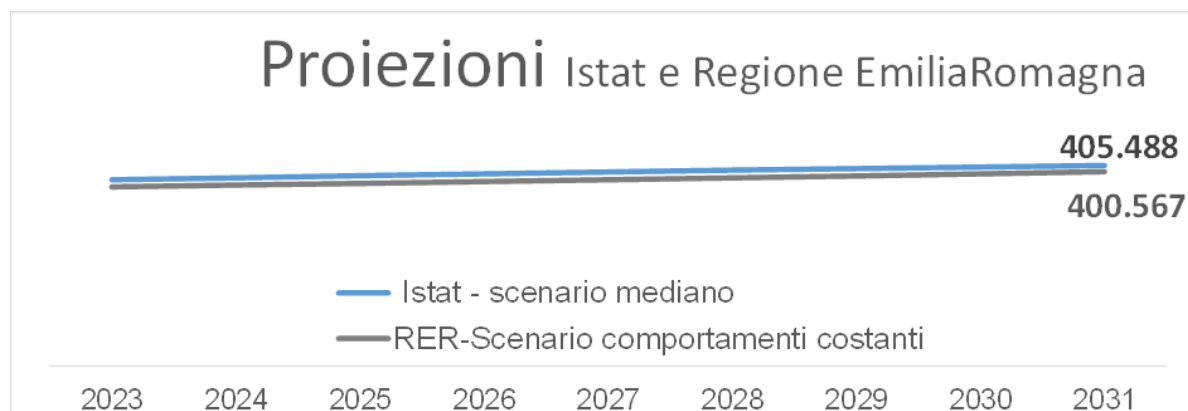 Proiezioni Istat e Regione EmiliaRomagna
405.488
400.567
Istat - scenario mediano
RER-Scenario comportamenti costanti
2023 2024 2025 2026 2027 2028 2029 2030 2031